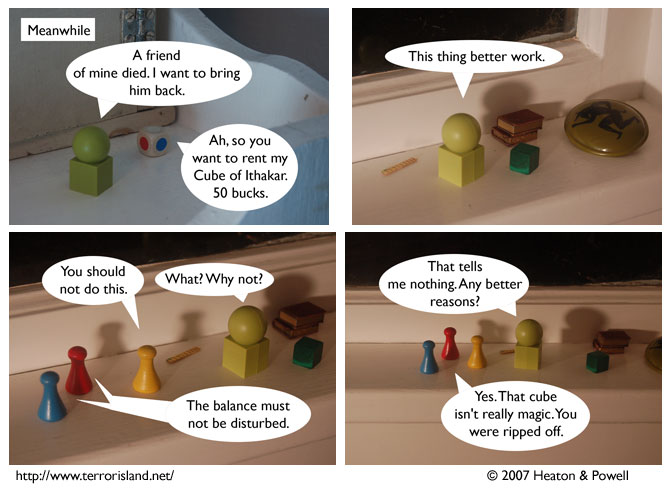 Meanwhile
A friend
of mine died. I want to bring
him back.
Ah, so you
want to rent my
Cube of Ithakar.
50 bucks.
This thing better work.
You should
not do this.
What? Why not?
The balance must
not be disturbed.
That tells
me nothing. Any better
reasons?
Yes. That cube
isn't really magic. You
were ripped off.
http://www.terrorisland.net/
© 2007 Heaton & Powell